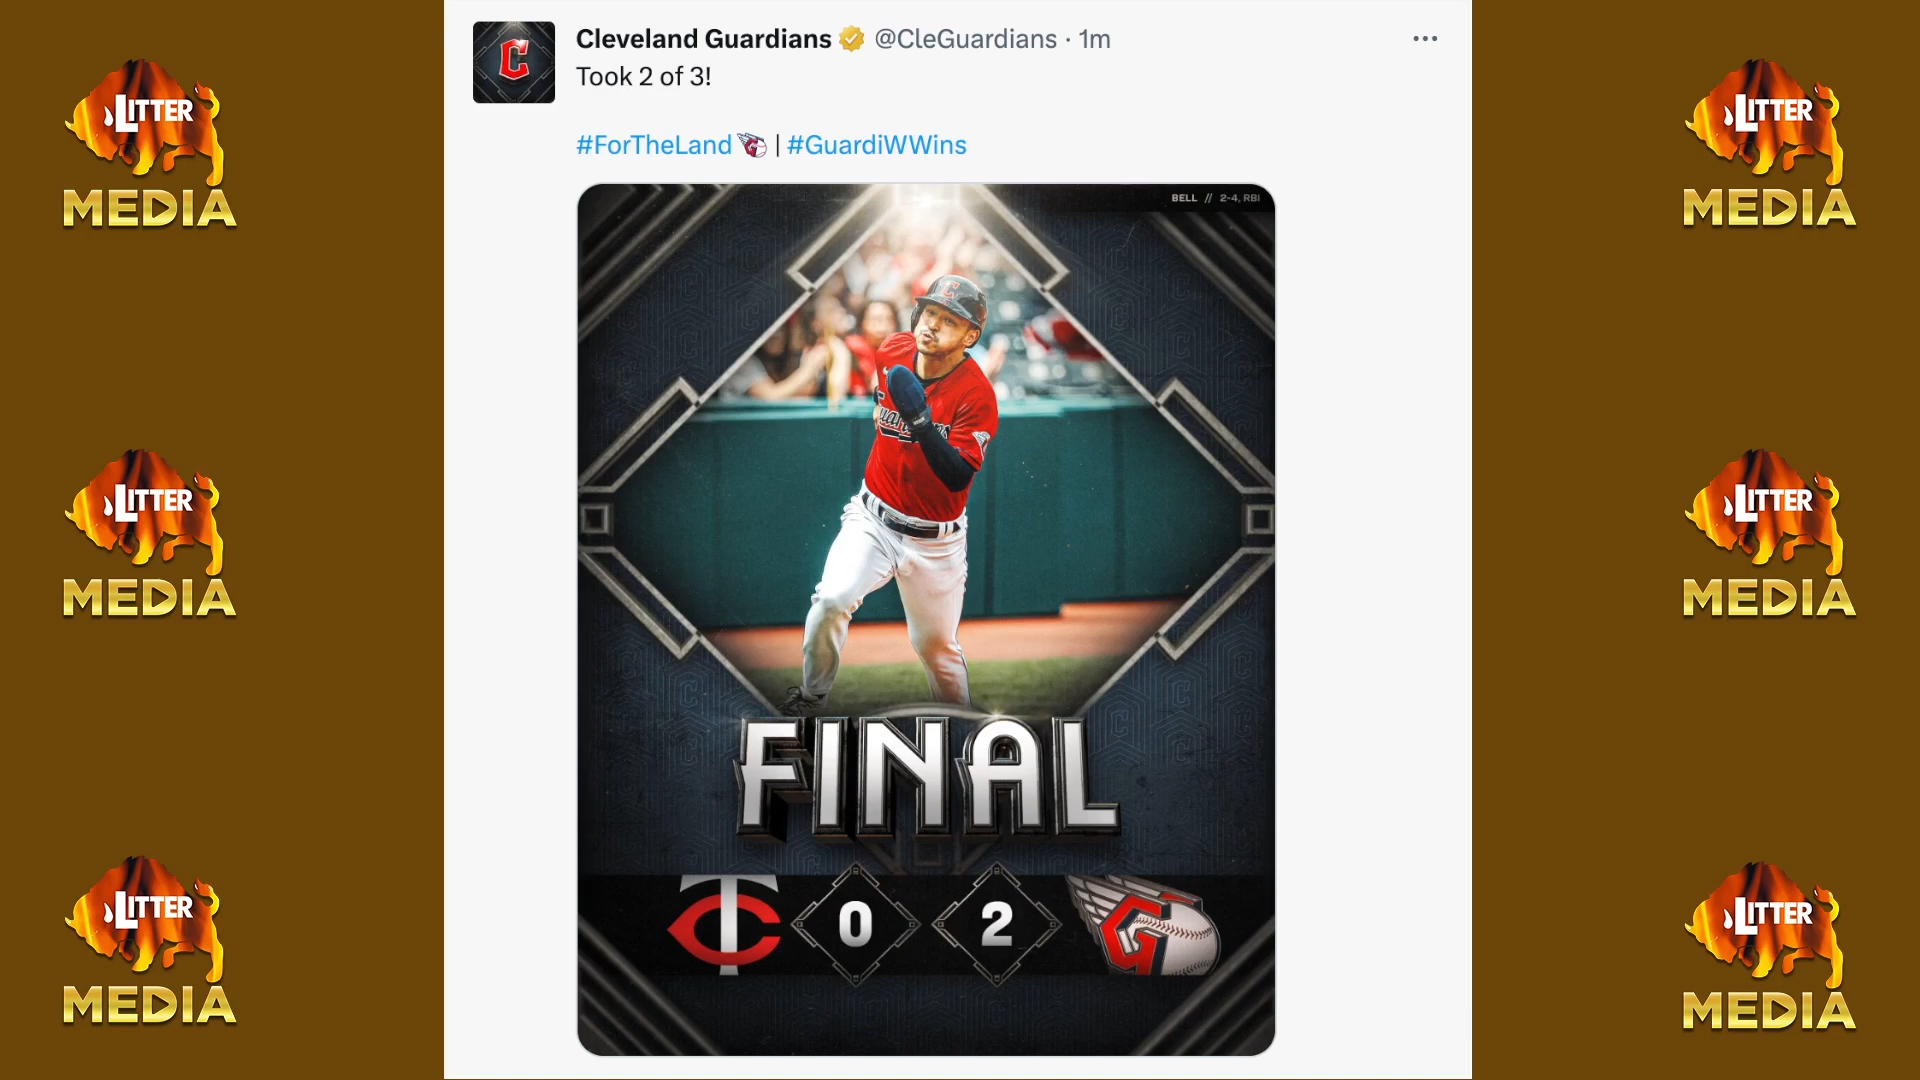 LITTER
MEDIA
LITTER
MEDIA
LITTER
MEDIA
Cleveland Guardians @CleGuardians · 1m
Took 2 of 3!
#ForTheLand | #GuardiWWins
BELL // 2-4, RBI
C
Guardians
FINAL
0 2
LITTER
MEDIA
LITTER
MEDIA
LITTER
MEDIA